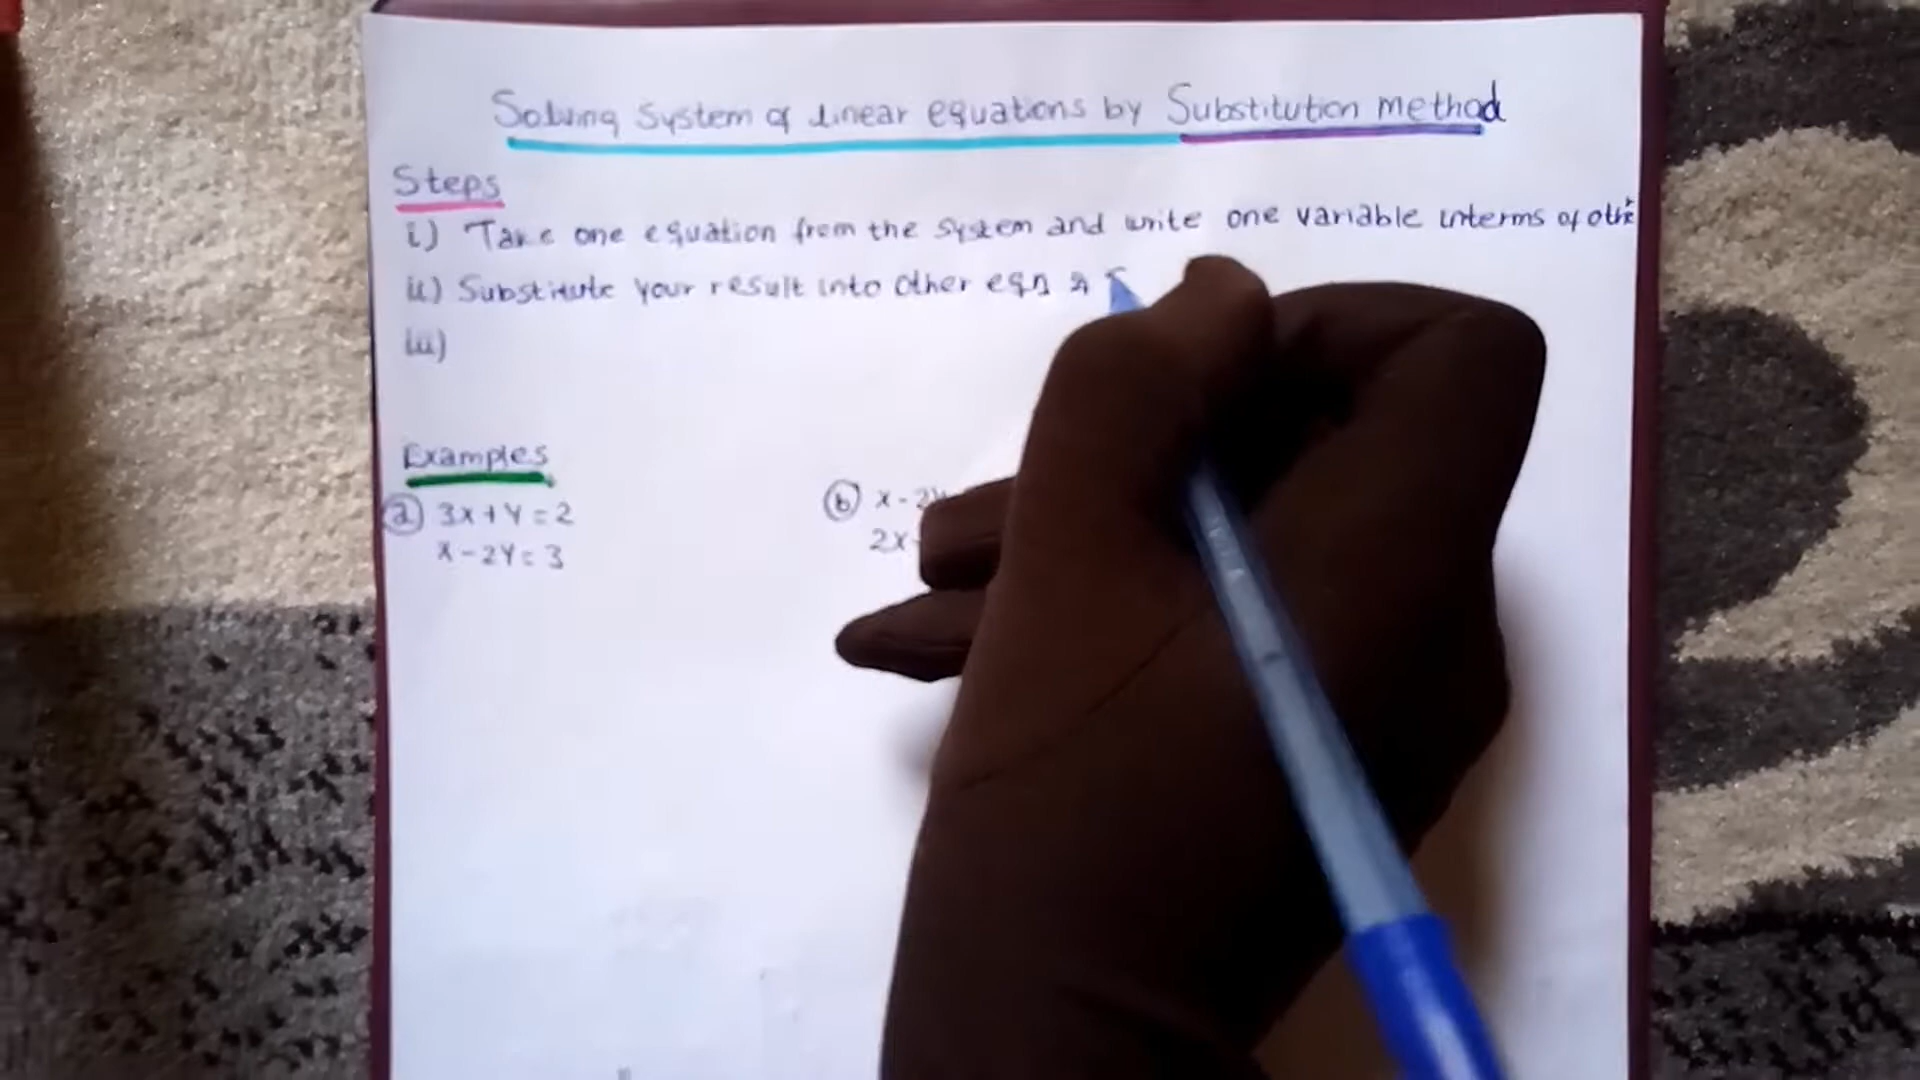 Solving System of Linear equations by Substitution method
Steps
i) Take one equation from the system and write one variable interms of
ii) Substitute your result into other eqn &
iii)
Examples
a) 3x+y=2
x-2y=3
b) x-2y
2x